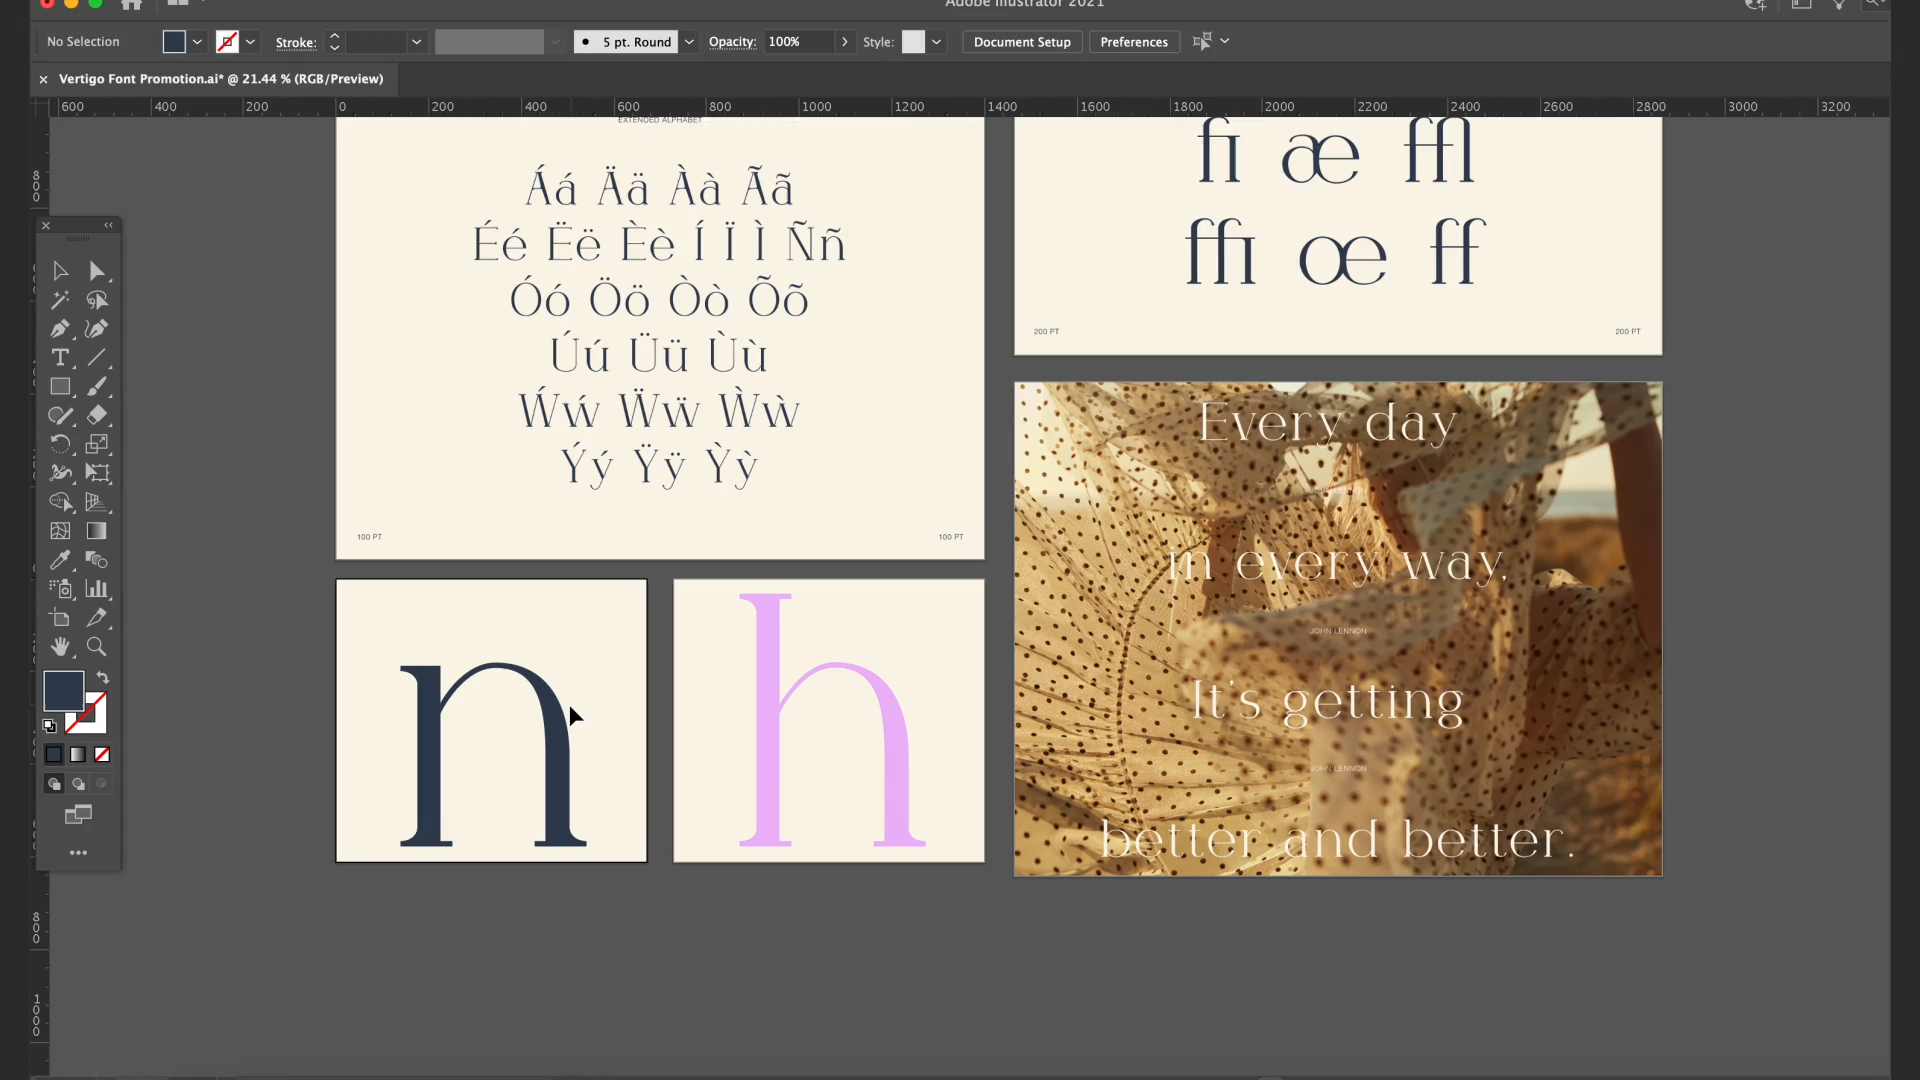 Adobe Illustrator 2021
No Selection
Stroke:
5 pt. Round
Opacity: 100%
Style:
Document Setup
Preferences
Vertigo Font Promotion.ai* @ 21.44 % (RGB/Preview)
600 400 200 0 200 400 600 800 1000 1200 1400 1600 1800 2000 2200 2400 2600 2800 3000 3200
EXTENDED ALPHABET
Áá Ää Àà Ãã
Éé Ëë Èè Í Ï Ì Ññ
Óó Öö Òò Õõ
Úú Üü Ùù
Ẃẃ Ẅẅ Ẁẁ
Ýý Ÿÿ Ỳỳ
100 PT
100 PT
fi æ ffl
ffi œ ff
200 PT
200 PT
n
h
Every day
in every way,
JOHN LENNON
It's getting
JOHN LENNON
better and better.
800
800
1000